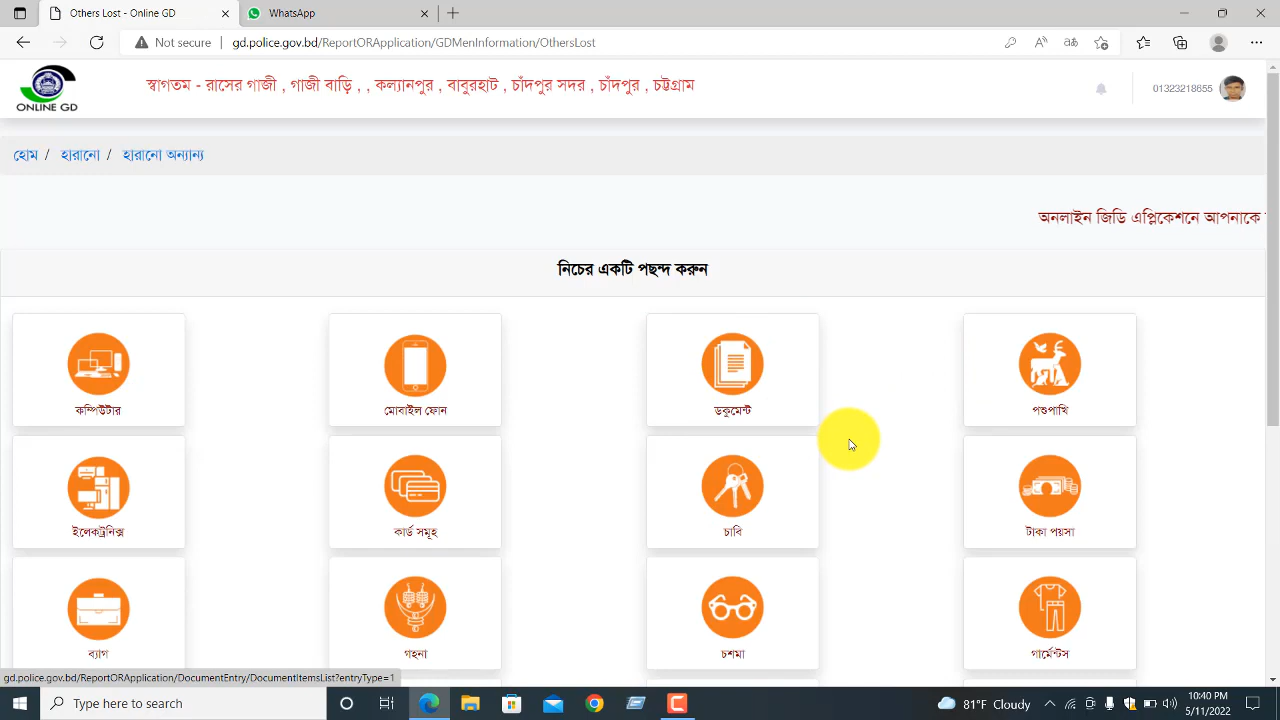 Others Lost - Online GD
WhatsApp
Not secure
gd.police.gov.bd/ReportORApplication/GDMenInformation/OthersLost
ONLINE GD
স্বাগতম - রাসের গাজী , গাজী বাড়ি , , কল্যানপুর , বাবুরহাট , চাঁদপুর সদর , চাঁদপুর , চট্টগ্রাম
01323218655
হোম / হারানো / হারানো অন্যান্য
অনলাইন জিডি এপ্লিকেশনে আপনাকে
নিচের একটি পছন্দ করুন
কম্পিউটার
মোবাইল ফোন
ডকুমেন্ট
পশুপাখি
ইলেকট্রনিক্স
কার্ড সমূহ
চাবি
টাকা পয়সা
ব্যাগ
গহনা
চশমা
গার্মেন্টস
gd.police.gov.bd/ReportORApplication/DocumentEntry/DocumentItemsList?entryType=1
Type here to search
81°F Cloudy
10:40 PM
5/11/2022